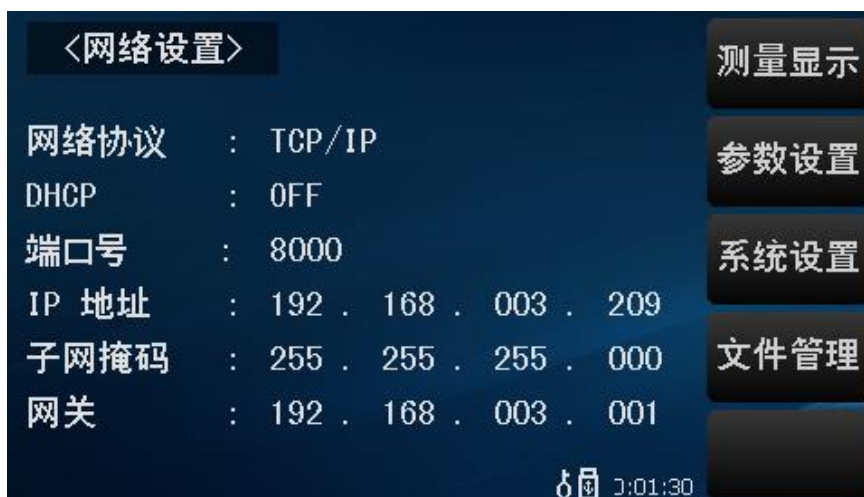 <网络设置>
网络协议 : TCP/IP
DHCP : OFF
端口号 : 8000
IP 地址 : 192 . 168 . 003 . 209
子网掩码 : 255 . 255 . 255 . 000
网关 : 192 . 168 . 003 . 001
测量显示
参数设置
系统设置
文件管理
:01:30